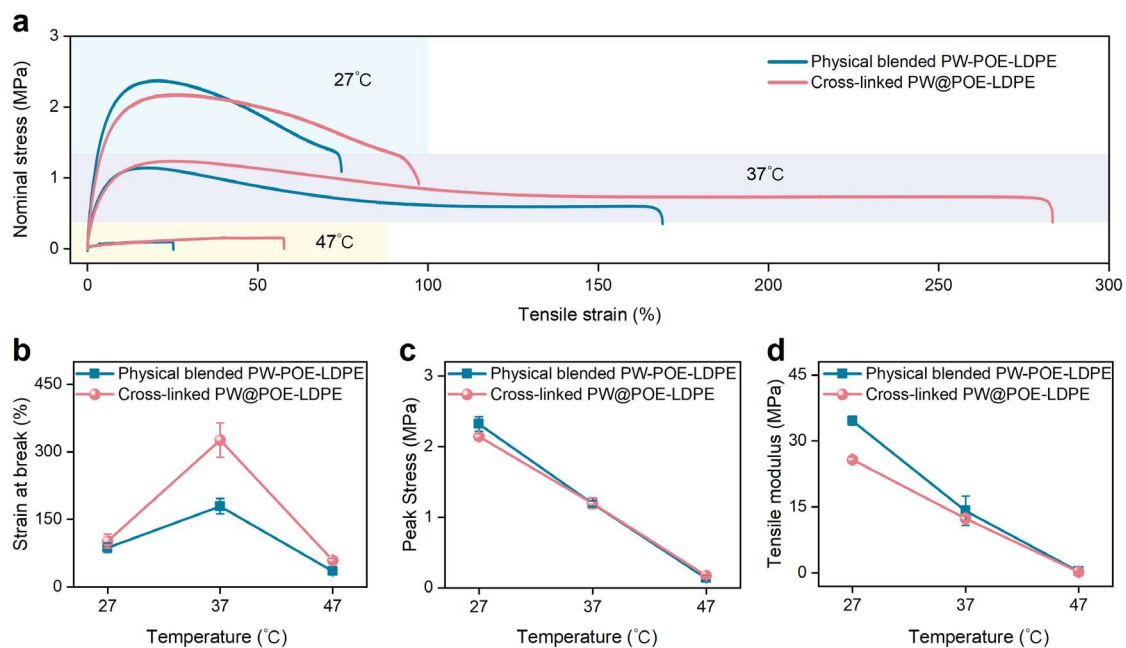 a
Nominal stress (MPa)
3
2
1
0
27°C
37°C
47°C
Physical blended PW-POE-LDPE
Cross-linked PW@POE-LDPE
0 50 100 150 200 250 300
Tensile strain (%)
b
Strain at break (%)
450
300
150
0
Physical blended PW-POE-LDPE
Cross-linked PW@POE-LDPE
27 37 47
Temperature (°C)
c
Peak Stress (MPa)
3
2
1
0
Physical blended PW-POE-LDPE
Cross-linked PW@POE-LDPE
27 37 47
Temperature (°C)
d
Tensile modulus (MPa)
45
30
15
0
Physical blended PW-POE-LDPE
Cross-linked PW@POE-LDPE
27 37 47
Temperature (°C)